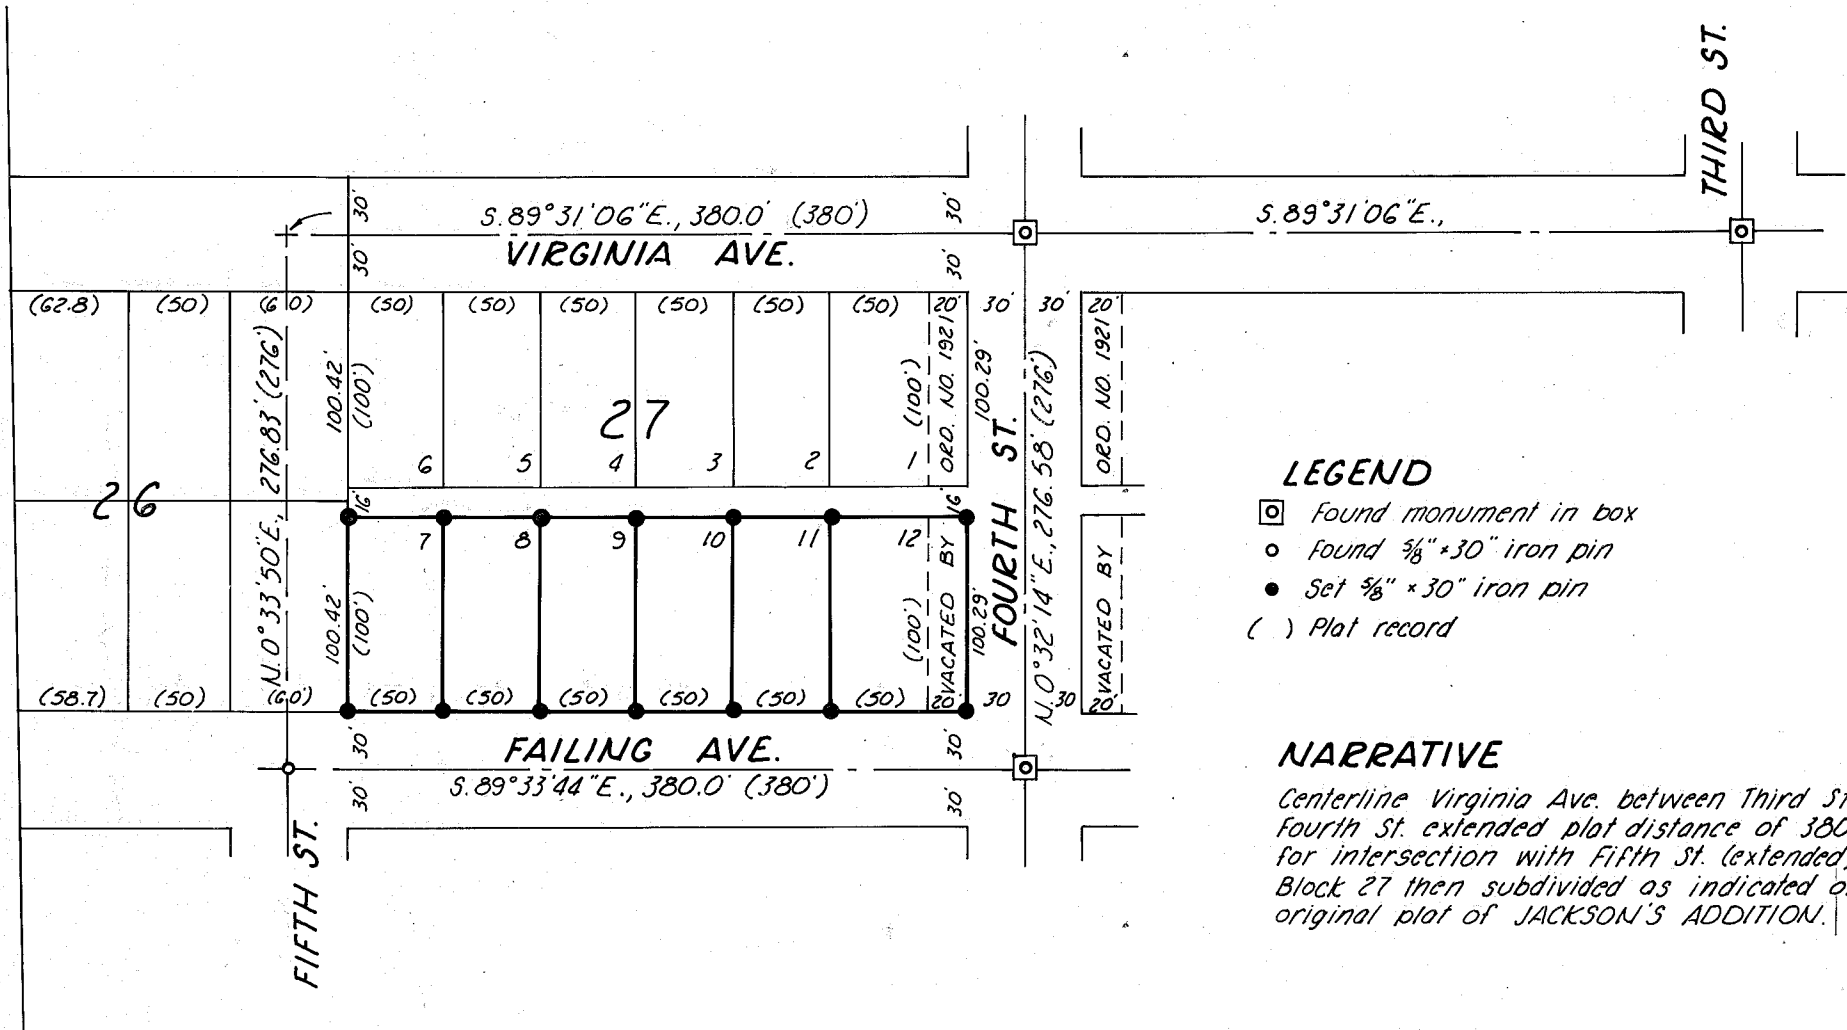 THIRD ST.
S.89°31'06"E., 380.0' (380')
S.89°31'06"E.,
VIRGINIA AVE.
30'
30'
30'
30'
(62.8) (50) (60) (50) (50) (50) (50) (50) (50) 20' 30' 30' 20'
N.0°33'50"E., 276.83' (276')
100.42'
(100')
27
(100')
ORD. NO. 1921
100.29'
FOURTH ST.
N.0°32'14"E., 276.58' (276')
ORD. NO. 1921
6 5 4 3 2 1
26
16'
16'
7 8 9 10 11 12
100.42'
(100')
(100')
VACATED BY
100.29'
VACATED BY
(58.7) (50) (60') (50) (50) (50) (50) (50) (50) 20' 30 30 20'
30'
30'
FAILING AVE.
S.89°33'44"E., 380.0' (380')
30'
30'
FIFTH ST.
LEGEND
Found monument in box
Found 5/8" × 30" iron pin
Set 5/8" × 30" iron pin
( ) Plat record
NARRATIVE
Centerline Virginia Ave. between Third St
Fourth St. extended plat distance of 380
for intersection with Fifth St. (extended)
Block 27 then subdivided as indicated o
original plat of JACKSON'S ADDITION.